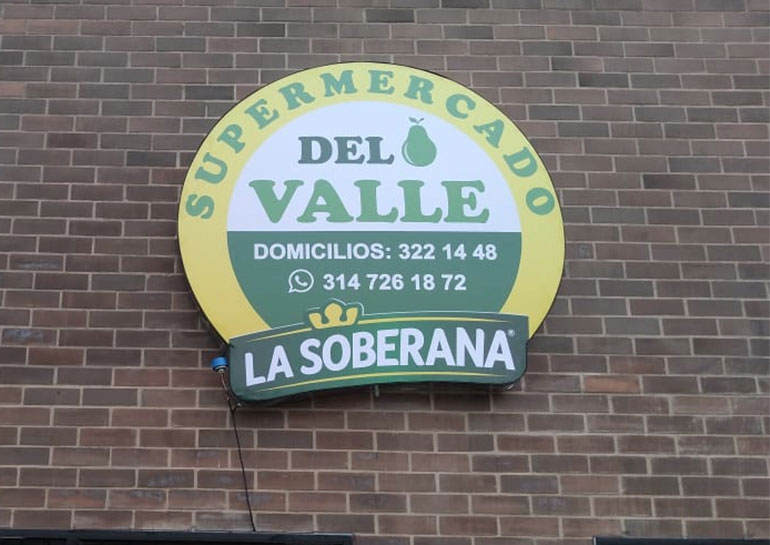 SUPERMERCADO
DEL
VALLE
DOMICILIOS: 322 14 48
314 726 18 72
LA SOBERANA®